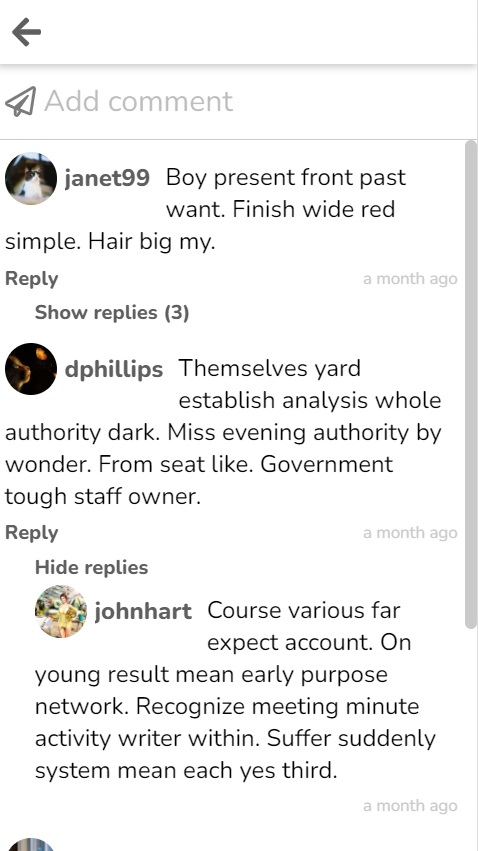 Add comment
janet99 Boy present front past
want. Finish wide red
simple. Hair big my.
Reply a month ago
Show replies (3)
dphillips Themselves yard
establish analysis whole
authority dark. Miss evening authority by
wonder. From seat like. Government
tough staff owner.
Reply a month ago
Hide replies
johnhart Course various far
expect account. On
young result mean early purpose
network. Recognize meeting minute
activity writer within. Suffer suddenly
system mean each yes third.
a month ago